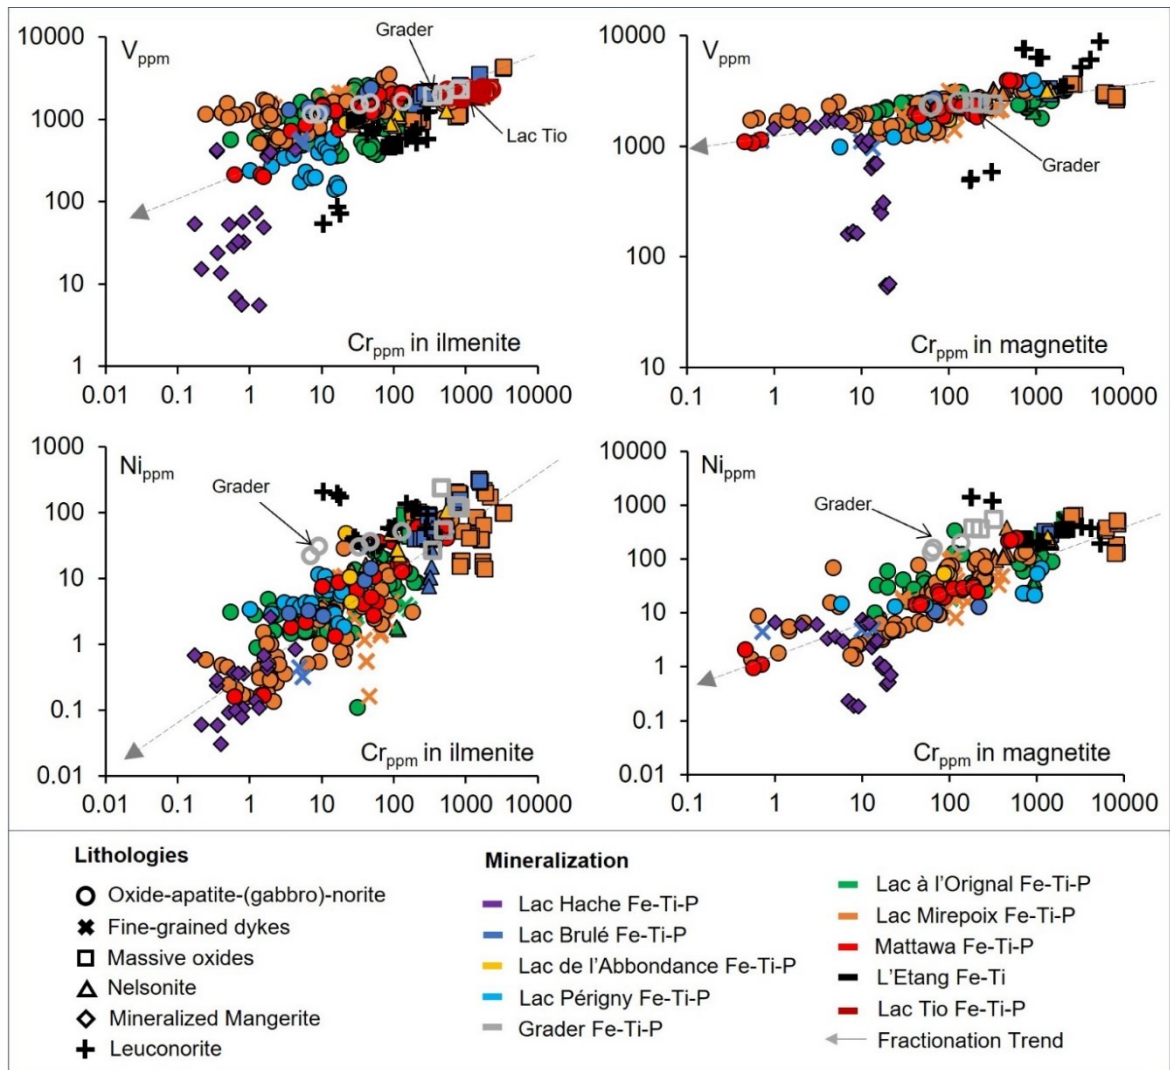 10000
1000
100
10
1
V ppm
Grader
Lac Tio
Cr ppm in ilmenite
0.01 0.1 1 10 100 1000 10000
10000
1000
100
10
V ppm
Grader
Cr ppm in magnetite
0.1 1 10 100 1000 10000
1000
100
10
1
0.1
0.01
Ni ppm
Grader
Cr ppm in ilmenite
0.01 0.1 1 10 100 1000 10000
10000
1000
100
10
1
0.1
0.01
Ni ppm
Grader
Cr ppm in magnetite
0.1 1 10 100 1000 10000
Lithologies
Oxide-apatite-(gabbro)-norite
Fine-grained dykes
Massive oxides
Nelsonite
Mineralized Mangerite
Leuconorite
Mineralization
Lac Hache Fe-Ti-P
Lac Brulé Fe-Ti-P
Lac de l'Abbondance Fe-Ti-P
Lac Périgny Fe-Ti-P
Grader Fe-Ti-P
Lac à l'Orignal Fe-Ti-P
Lac Mirepoix Fe-Ti-P
Mattawa Fe-Ti-P
L'Etang Fe-Ti
Lac Tio Fe-Ti-P
Fractionation Trend